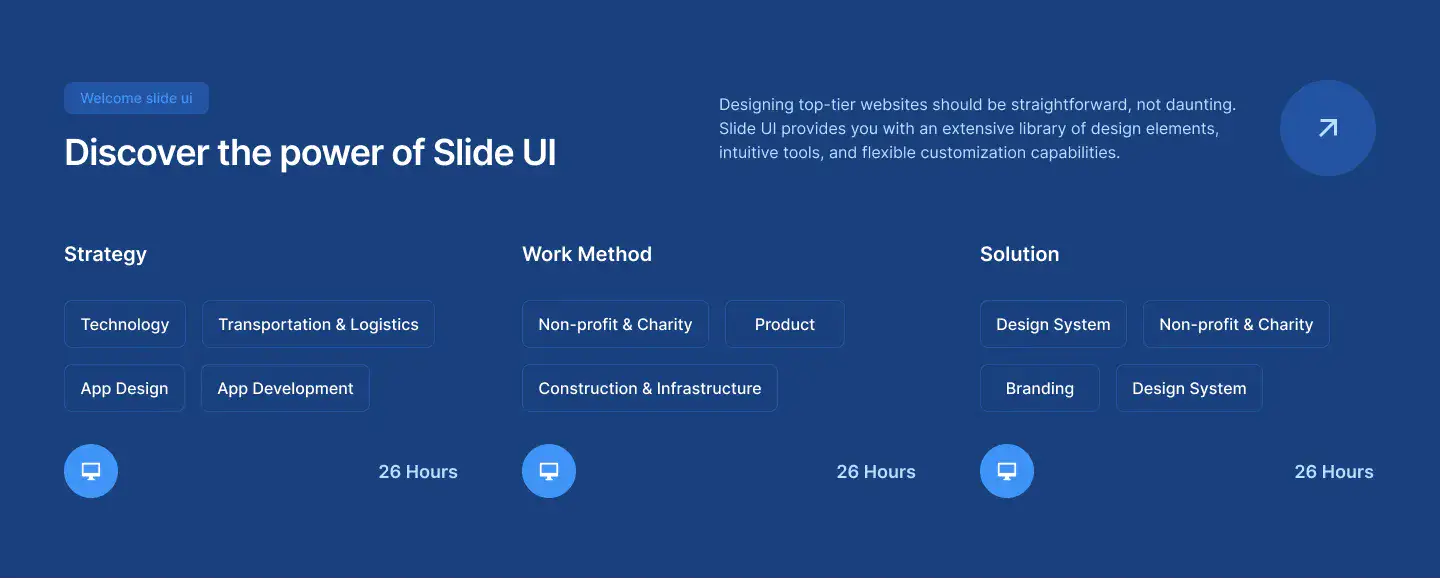 Welcome slide ui
Discover the power of Slide UI
Designing top-tier websites should be straightforward, not daunting.
Slide UI provides you with an extensive library of design elements,
intuitive tools, and flexible customization capabilities.
Strategy
Technology
Transportation & Logistics
App Design
App Development
26 Hours
Work Method
Non-profit & Charity
Product
Construction & Infrastructure
26 Hours
Solution
Design System
Non-profit & Charity
Branding
Design System
26 Hours